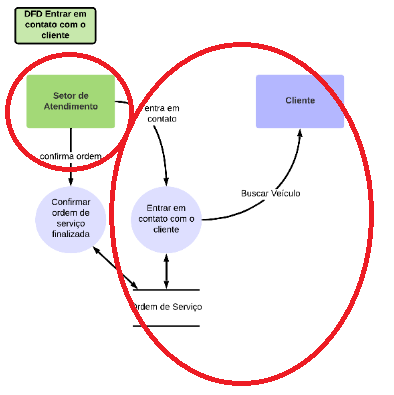 DFD Entrar em
contato com o
cliente
Setor de
Atendimento
Cliente
entra em
contato
confirma ordem
Confirmar
ordem de
serviço
finalizada
Entrar em
contato com o
cliente
Buscar Veículo
Ordem de Serviço